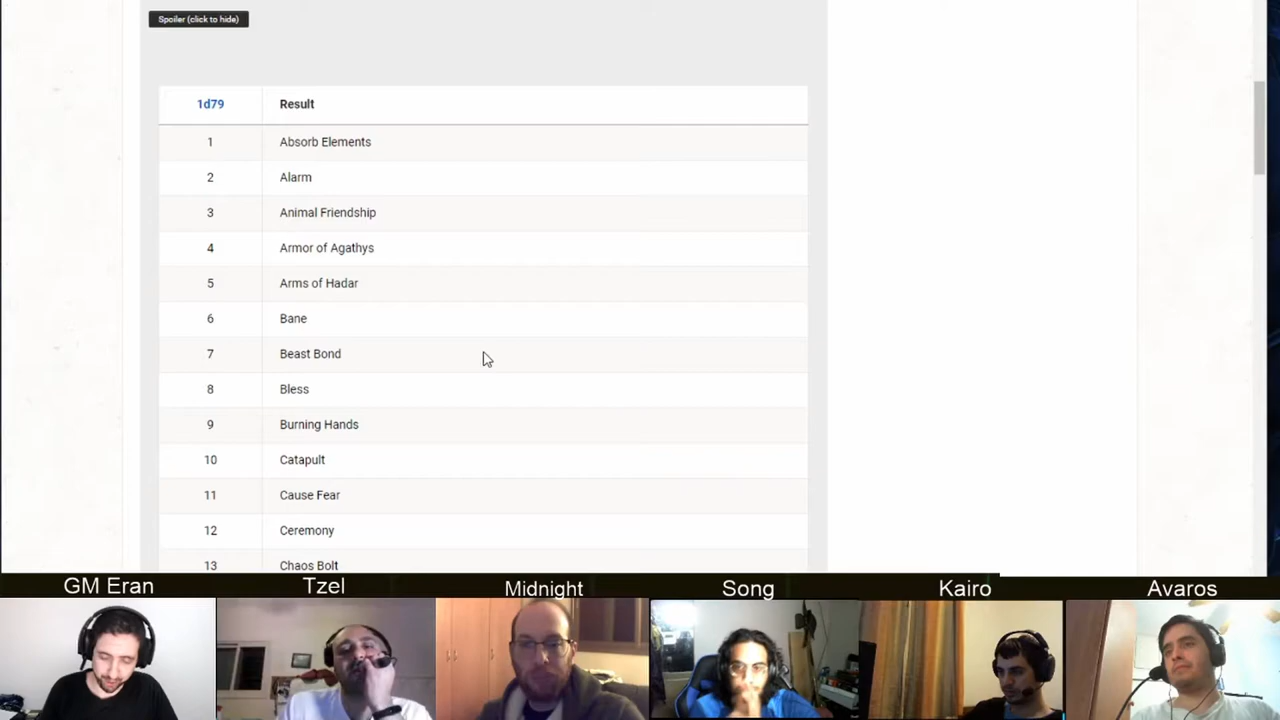 Spoiler (click to hide)
1d79 Result
1 Absorb Elements
2 Alarm
3 Animal Friendship
4 Armor of Agathys
5 Arms of Hadar
6 Bane
7 Beast Bond
8 Bless
9 Burning Hands
10 Catapult
11 Cause Fear
12 Ceremony
13 Chaos Bolt
GM Eran Tzel Midnight Song Kairo Avaros